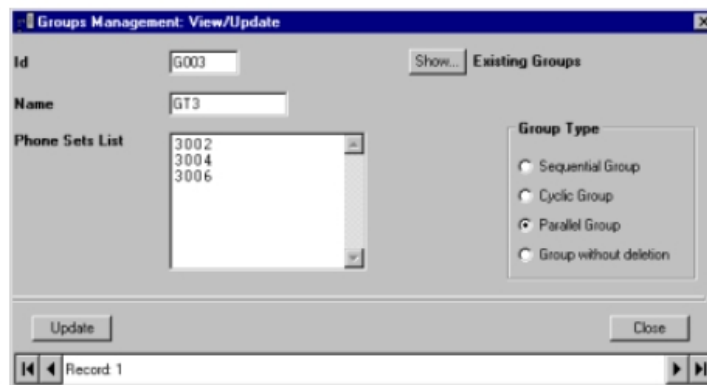 Groups Management: View/Update
Id G003 Show... Existing Groups
Name GT3
Phone Sets List
3002
3004
3006
Group Type
Sequential Group
Cyclic Group
Parallel Group
Group without deletion
Update Close
Record: 1